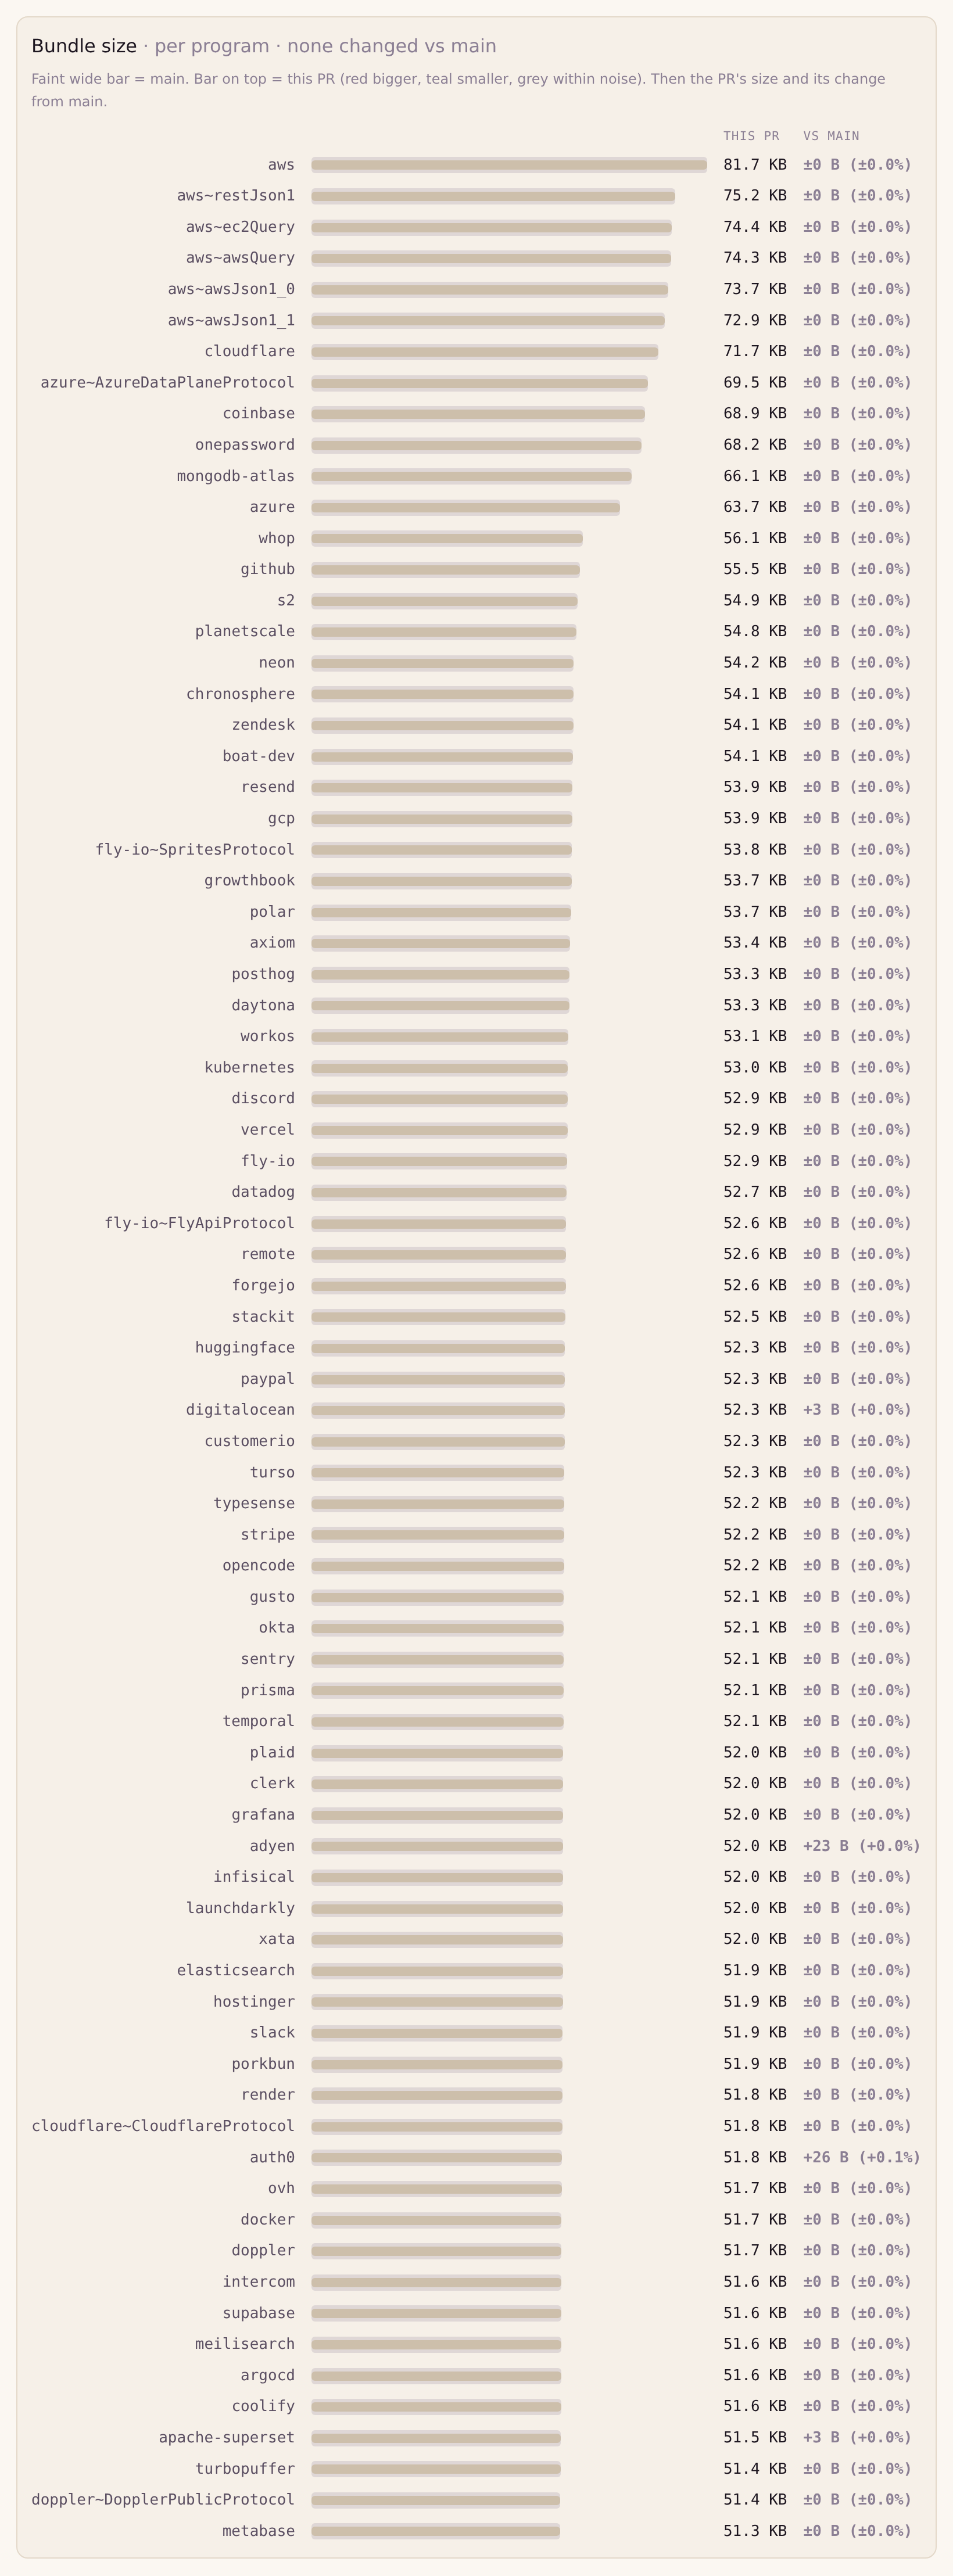 Bundle size · per program · none changed vs main
Faint wide bar = main. Bar on top = this PR (red bigger, teal smaller, grey within noise). Then the PR's size and its change
from main.
THIS PR VS MAIN
aws 81.7 KB ±0 B (±0.0%)
aws~restJson1 75.2 KB ±0 B (±0.0%)
aws~ec2Query 74.4 KB ±0 B (±0.0%)
aws~awsQuery 74.3 KB ±0 B (±0.0%)
aws~awsJson1_0 73.7 KB ±0 B (±0.0%)
aws~awsJson1_1 72.9 KB ±0 B (±0.0%)
cloudflare 71.7 KB ±0 B (±0.0%)
azure~AzureDataPlaneProtocol 69.5 KB ±0 B (±0.0%)
coinbase 68.9 KB ±0 B (±0.0%)
onepassword 68.2 KB ±0 B (±0.0%)
mongodb-atlas 66.1 KB ±0 B (±0.0%)
azure 63.7 KB ±0 B (±0.0%)
whop 56.1 KB ±0 B (±0.0%)
github 55.5 KB ±0 B (±0.0%)
s2 54.9 KB ±0 B (±0.0%)
planetscale 54.8 KB ±0 B (±0.0%)
neon 54.2 KB ±0 B (±0.0%)
chronosphere 54.1 KB ±0 B (±0.0%)
zendesk 54.1 KB ±0 B (±0.0%)
boat-dev 54.1 KB ±0 B (±0.0%)
resend 53.9 KB ±0 B (±0.0%)
gcp 53.9 KB ±0 B (±0.0%)
fly-io~SpritesProtocol 53.8 KB ±0 B (±0.0%)
growthbook 53.7 KB ±0 B (±0.0%)
polar 53.7 KB ±0 B (±0.0%)
axiom 53.4 KB ±0 B (±0.0%)
posthog 53.3 KB ±0 B (±0.0%)
daytona 53.3 KB ±0 B (±0.0%)
workos 53.1 KB ±0 B (±0.0%)
kubernetes 53.0 KB ±0 B (±0.0%)
discord 52.9 KB ±0 B (±0.0%)
vercel 52.9 KB ±0 B (±0.0%)
fly-io 52.9 KB ±0 B (±0.0%)
datadog 52.7 KB ±0 B (±0.0%)
fly-io~FlyApiProtocol 52.6 KB ±0 B (±0.0%)
remote 52.6 KB ±0 B (±0.0%)
forgejo 52.6 KB ±0 B (±0.0%)
stackit 52.5 KB ±0 B (±0.0%)
huggingface 52.3 KB ±0 B (±0.0%)
paypal 52.3 KB ±0 B (±0.0%)
digitalocean 52.3 KB +3 B (+0.0%)
customerio 52.3 KB ±0 B (±0.0%)
turso 52.3 KB ±0 B (±0.0%)
typesense 52.2 KB ±0 B (±0.0%)
stripe 52.2 KB ±0 B (±0.0%)
opencode 52.2 KB ±0 B (±0.0%)
gusto 52.1 KB ±0 B (±0.0%)
okta 52.1 KB ±0 B (±0.0%)
sentry 52.1 KB ±0 B (±0.0%)
prisma 52.1 KB ±0 B (±0.0%)
temporal 52.1 KB ±0 B (±0.0%)
plaid 52.0 KB ±0 B (±0.0%)
clerk 52.0 KB ±0 B (±0.0%)
grafana 52.0 KB ±0 B (±0.0%)
adyen 52.0 KB +23 B (+0.0%)
infisical 52.0 KB ±0 B (±0.0%)
launchdarkly 52.0 KB ±0 B (±0.0%)
xata 52.0 KB ±0 B (±0.0%)
elasticsearch 51.9 KB ±0 B (±0.0%)
hostinger 51.9 KB ±0 B (±0.0%)
slack 51.9 KB ±0 B (±0.0%)
porkbun 51.9 KB ±0 B (±0.0%)
render 51.8 KB ±0 B (±0.0%)
cloudflare~CloudflareProtocol 51.8 KB ±0 B (±0.0%)
auth0 51.8 KB +26 B (+0.1%)
ovh 51.7 KB ±0 B (±0.0%)
docker 51.7 KB ±0 B (±0.0%)
doppler 51.7 KB ±0 B (±0.0%)
intercom 51.6 KB ±0 B (±0.0%)
supabase 51.6 KB ±0 B (±0.0%)
meilisearch 51.6 KB ±0 B (±0.0%)
argocd 51.6 KB ±0 B (±0.0%)
coolify 51.6 KB ±0 B (±0.0%)
apache-superset 51.5 KB +3 B (+0.0%)
turbopuffer 51.4 KB ±0 B (±0.0%)
doppler~DopplerPublicProtocol 51.4 KB ±0 B (±0.0%)
metabase 51.3 KB ±0 B (±0.0%)